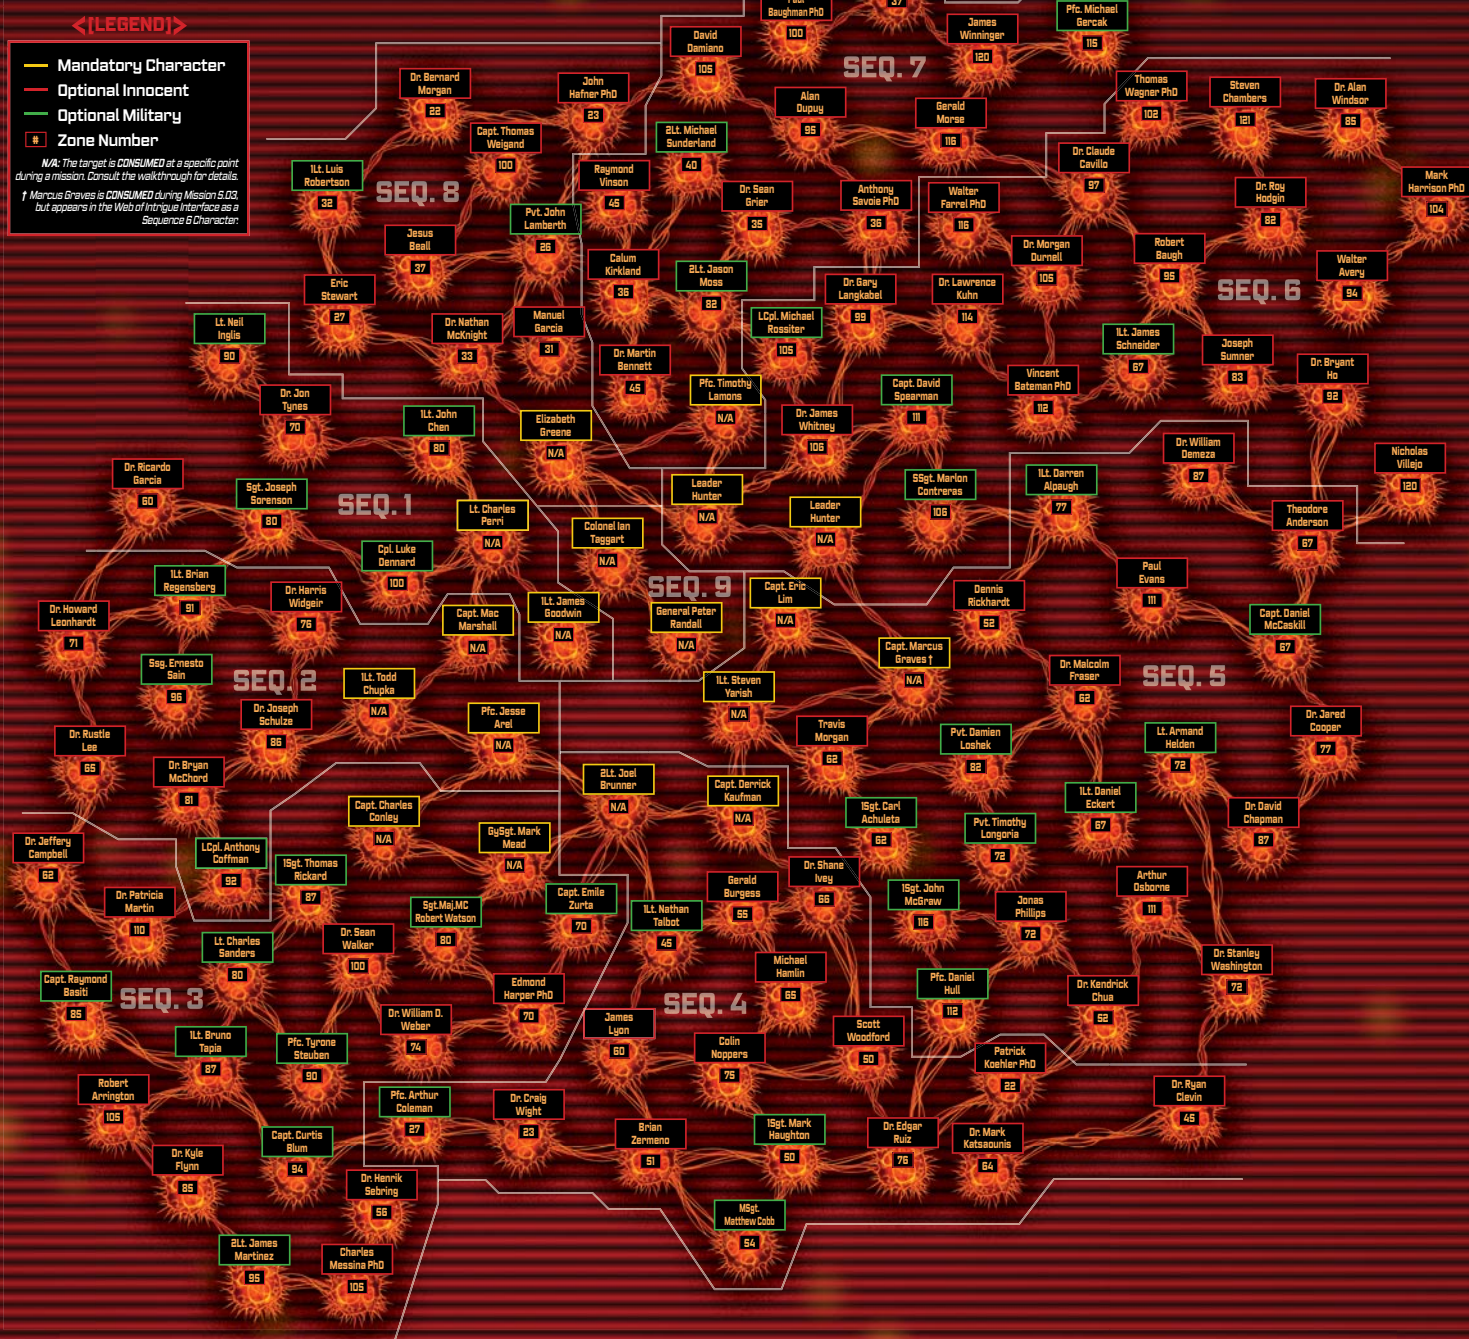 <[LEGEND]>
Mandatory Character
Optional Innocent
Optional Military
# Zone Number
N/A: The target is CONSUMED at a specific point
during a mission. Consult the walkthrough for details.
† Marcus Graves is CONSUMED during Mission 5.03,
but appears in the Web of Intrigue Interface as a
Sequence 6 Character.
Baughman PhD
100
37
James
Winninger
120
Pfc. Michael
Gercak
115
David
Damiano
105
SEQ. 7
Dr. Bernard
Morgan
22
John
Hafner PhD
23
Alan
Dupuy
95
Gerald
Morse
116
Thomas
Wagner PhD
102
Steven
Chambers
121
Dr. Alan
Windsor
85
Capt. Thomas
Weigand
100
2Lt. Michael
Sunderland
40
Dr. Claude
Cavillo
97
1Lt. Luis
Robertson
32
SEQ. 8
Raymond
Vinson
45
Dr. Sean
Grier
35
Anthony
Savoie PhD
36
Walter
Farrel PhD
116
Dr. Roy
Hodgin
82
Mark
Harrison PhD
104
Pvt. John
Lamberth
26
Jesus
Beall
37
Calum
Kirkland
36
2Lt. Jason
Moss
82
Dr. Morgan
Durnell
105
Robert
Baugh
95
Walter
Avery
94
SEQ. 6
Eric
Stewart
27
Dr. Gary
Langkabel
99
Dr. Lawrence
Kuhn
114
Lt. Neil
Inglis
90
Dr. Nathan
McKnight
33
Manuel
Garcia
31
LCpl. Michael
Rossiter
105
1Lt. James
Schneider
67
Joseph
Sumner
83
Dr. Martin
Bennett
45
Dr. Bryant
Ho
92
Dr. Jon
Tynes
70
Pfc. Timothy
Lamons
N/A
Capt. David
Spearman
111
Vincent
Bateman PhD
112
1Lt. John
Chen
80
Elizabeth
Greene
N/A
Dr. James
Whitney
106
Dr. William
Demeza
87
Nicholas
Villejo
120
Dr. Ricardo
Garcia
60
Sgt. Joseph
Sorenson
80
SEQ. 1
Leader
Hunter
N/A
SSgt. Marlon
Contreras
106
1Lt. Darren
Alpaugh
77
Lt. Charles
Perri
N/A
Leader
Hunter
N/A
Theodore
Anderson
67
Colonel Ian
Taggart
N/A
Cpl. Luke
Dennard
100
1Lt. Brian
Regensberg
91
Dr. Harris
Widgeir
76
SEQ. 9
Capt. Eric
Lim
N/A
Dennis
Rickhardt
52
Paul
Evans
111
Dr. Howard
Leonhardt
71
Capt. Mac
Marshall
N/A
1Lt. James
Goodwin
N/A
General Peter
Randall
N/A
Capt. Daniel
McCaskill
67
Ssg. Ernesto
Sain
96
SEQ. 2
1Lt. Todd
Chupka
N/A
Capt. Marcus
Graves †
N/A
Dr. Malcolm
Fraser
62
SEQ. 5
1Lt. Steven
Yarish
N/A
Dr. Joseph
Schulze
86
Pfc. Jesse
Arel
N/A
Dr. Jared
Cooper
77
Dr. Rustle
Lee
65
Travis
Morgan
62
Pvt. Damien
Loshek
82
Lt. Armand
Helden
72
Dr. Bryan
McChord
81
2Lt. Joel
Brunner
N/A
Capt. Derrick
Kaufman
N/A
1Lt. Daniel
Eckert
67
Capt. Charles
Conley
N/A
1Sgt. Carl
Achuleta
62
Pvt. Timothy
Longoria
72
Dr. David
Chapman
87
GySgt. Mark
Mead
N/A
Dr. Jeffery
Campbell
62
LCpl. Anthony
Coffman
92
1Sgt. Thomas
Rickard
87
Dr. Shane
Ivey
66
Gerald
Burgess
55
Arthur
Osborne
111
Dr. Patricia
Martin
110
Sgt.Maj.MC
Robert Watson
80
Capt. Emile
Zurta
70
1Lt. Nathan
Talbot
45
1Sgt. John
McGraw
116
Jonas
Phillips
72
Lt. Charles
Sanders
80
Dr. Sean
Walker
100
Michael
Hamlin
65
Dr. Stanley
Washington
72
Capt. Raymond
Basiti
85
SEQ. 3
Edmond
Harper PhD
70
SEQ. 4
Pfc. Daniel
Hull
112
Dr. Kendrick
Chua
52
Dr. William D.
Weber
74
James
Lyon
60
Scott
Woodford
50
1Lt. Bruno
Tapia
87
Pfc. Tyrone
Steuben
90
Colin
Noppers
75
Patrick
Koehler PhD
22
Robert
Arrington
105
Pfc. Arthur
Coleman
27
Dr. Craig
Wight
23
Dr. Ryan
Clevin
45
Capt. Curtis
Blum
94
Brian
Zermeno
51
1Sgt. Mark
Haughton
50
Dr. Edgar
Ruiz
76
Dr. Mark
Katsaounis
64
Dr. Kyle
Flynn
85
Dr. Henrik
Sebring
56
MSgt.
Matthew Cobb
54
2Lt. James
Martinez
95
Charles
Messina PhD
105